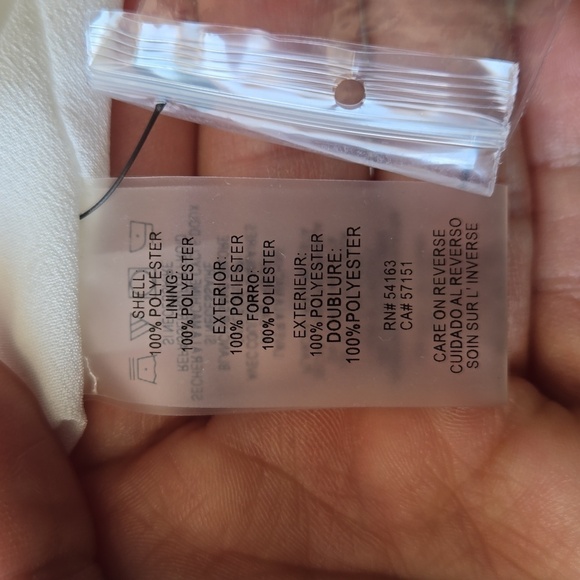 SHELL:
100% POLYESTER
LINING:
100% POLYESTER
EXTERIOR:
100% POLIESTER
FORRO:
100% POLIESTER
EXTERIEUR:
100% POLYESTER
DOUBLURE:
100%POLYESTER
RN# 54163
CA# 57151
CARE ON REVERSE
CUIDADO AL REVERSO
SOIN SUR L' INVERSE